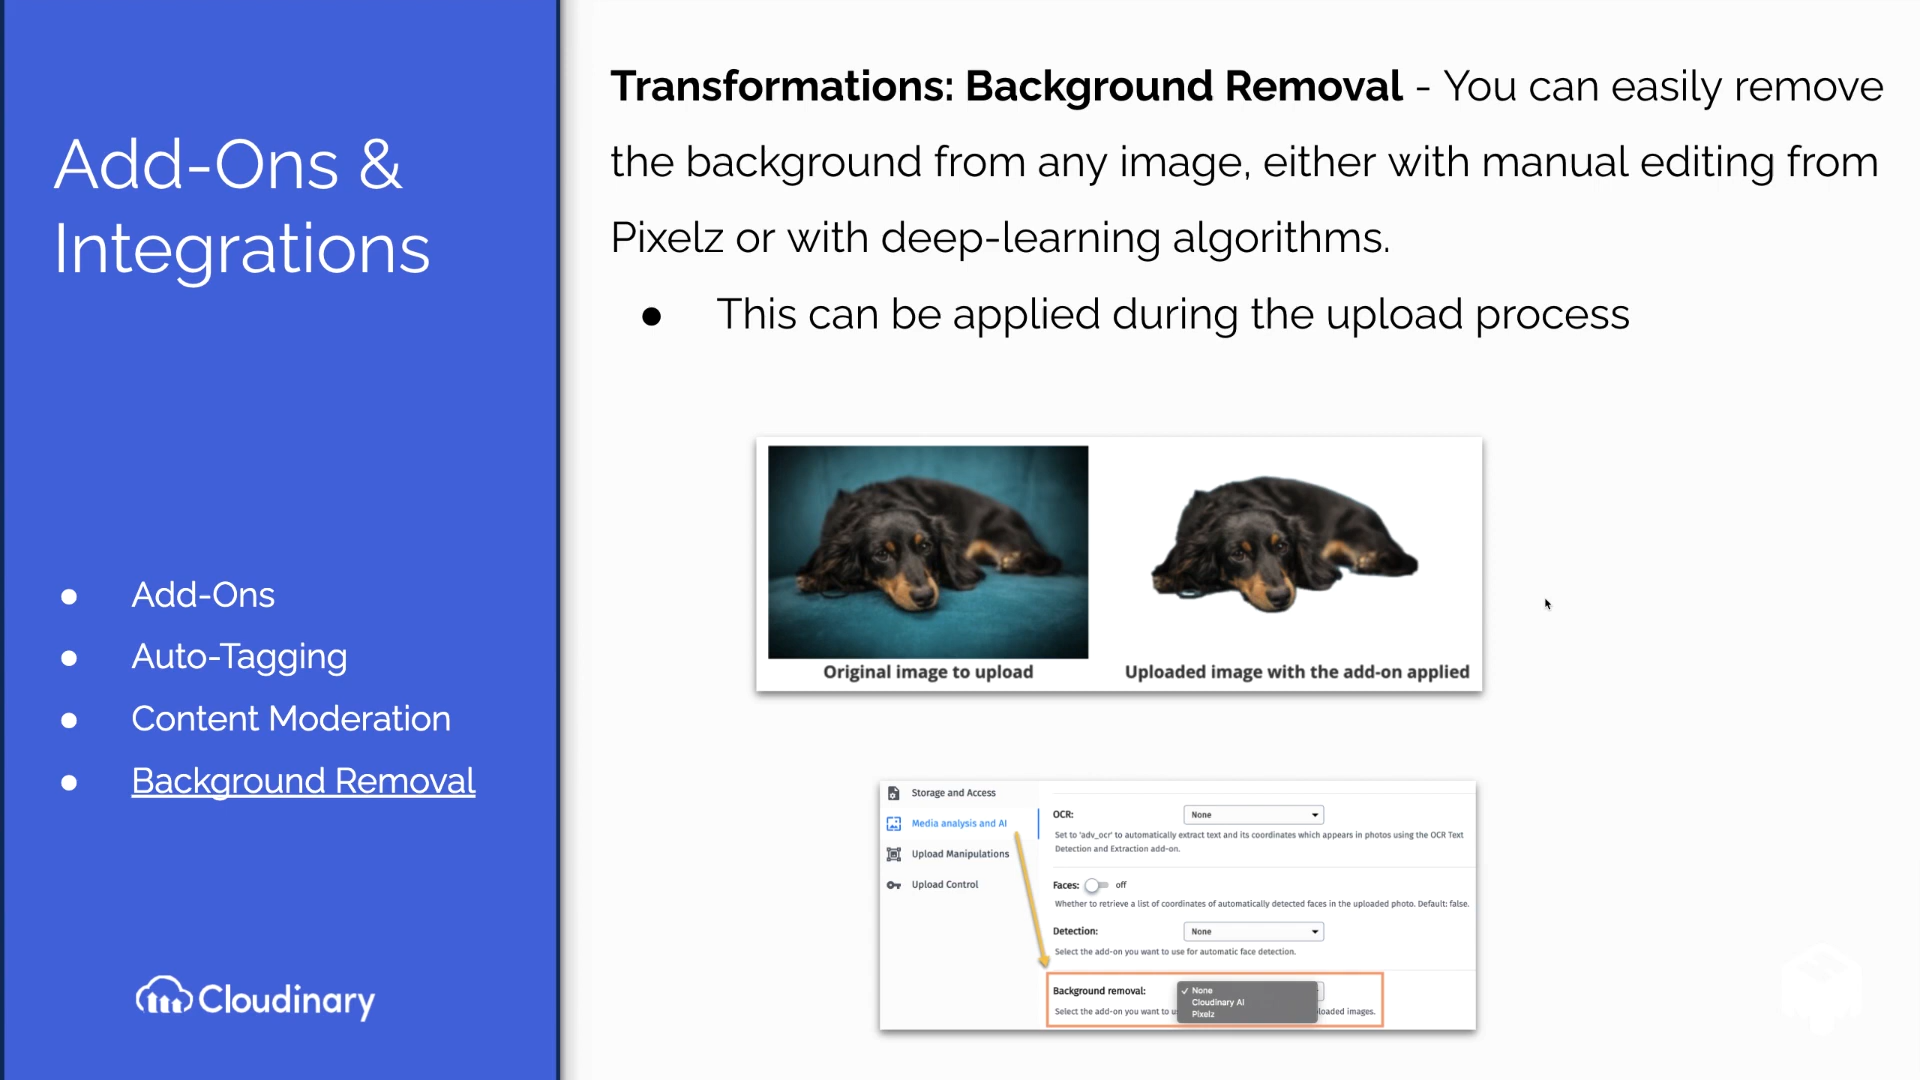 Add-Ons &
Integrations
Add-Ons
Auto-Tagging
Content Moderation
Background Removal
Cloudinary
Transformations: Background Removal - You can easily remove
the background from any image, either with manual editing from
Pixelz or with deep-learning algorithms.
This can be applied during the upload process
Original image to upload
Uploaded image with the add-on applied
Storage and Access
Media analysis and AI
Upload Manipulations
Upload Control
OCR: None
Set to 'adv_ocr' to automatically extract text and its coordinates which appears in photos using the OCR Text
Detection and Extraction add-on.
Faces: off
Whether to retrieve a list of coordinates of automatically detected faces in the uploaded photo. Default: false.
Detection: None
Select the add-on you want to use for automatic face detection.
Background removal: ✓ None
Cloudinary AI
Select the add-on you want to u loaded images.
Pixelz